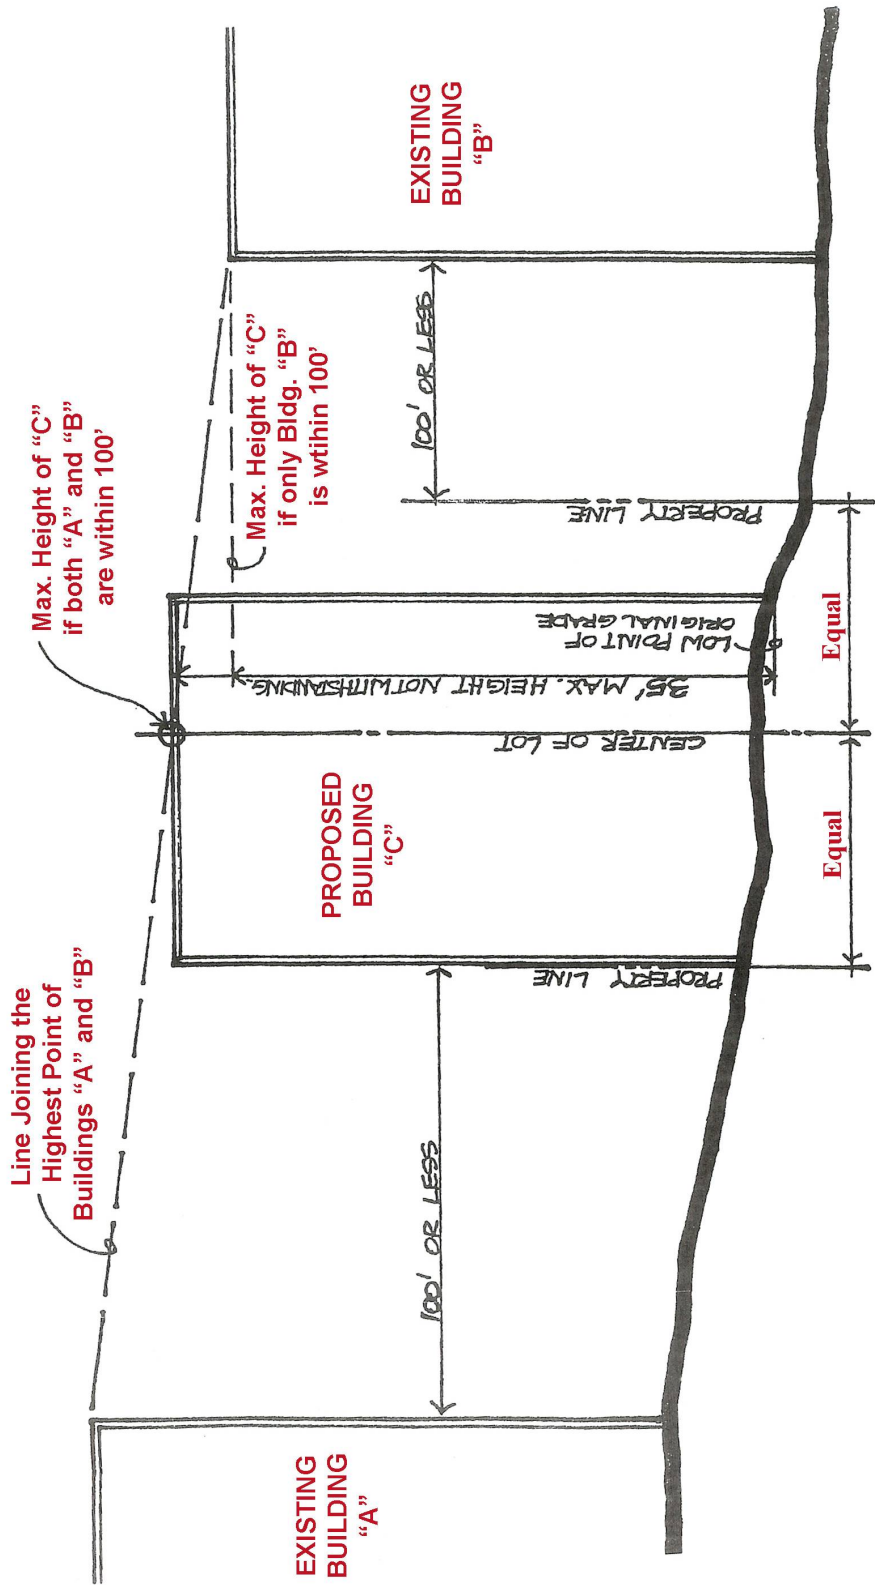 Line Joining the
Highest Point of
Buildings “A” and “B”
Max. Height of “C”
if both “A” and “B”
are within 100’
Max. Height of “C”
if only Bldg. “B”
is wtihin 100’
EXISTING
BUILDING
“A”
PROPOSED
BUILDING
“C”
EXISTING
BUILDING
“B”
100' OR LESS
100' OR LESS
35' MAX. HEIGHT NOTWITHSTANDING.
LOW POINT OF
ORIGINAL GRADE
CENTER OF LOT
PROPERTY LINE
PROPERTY LINE
Equal
Equal